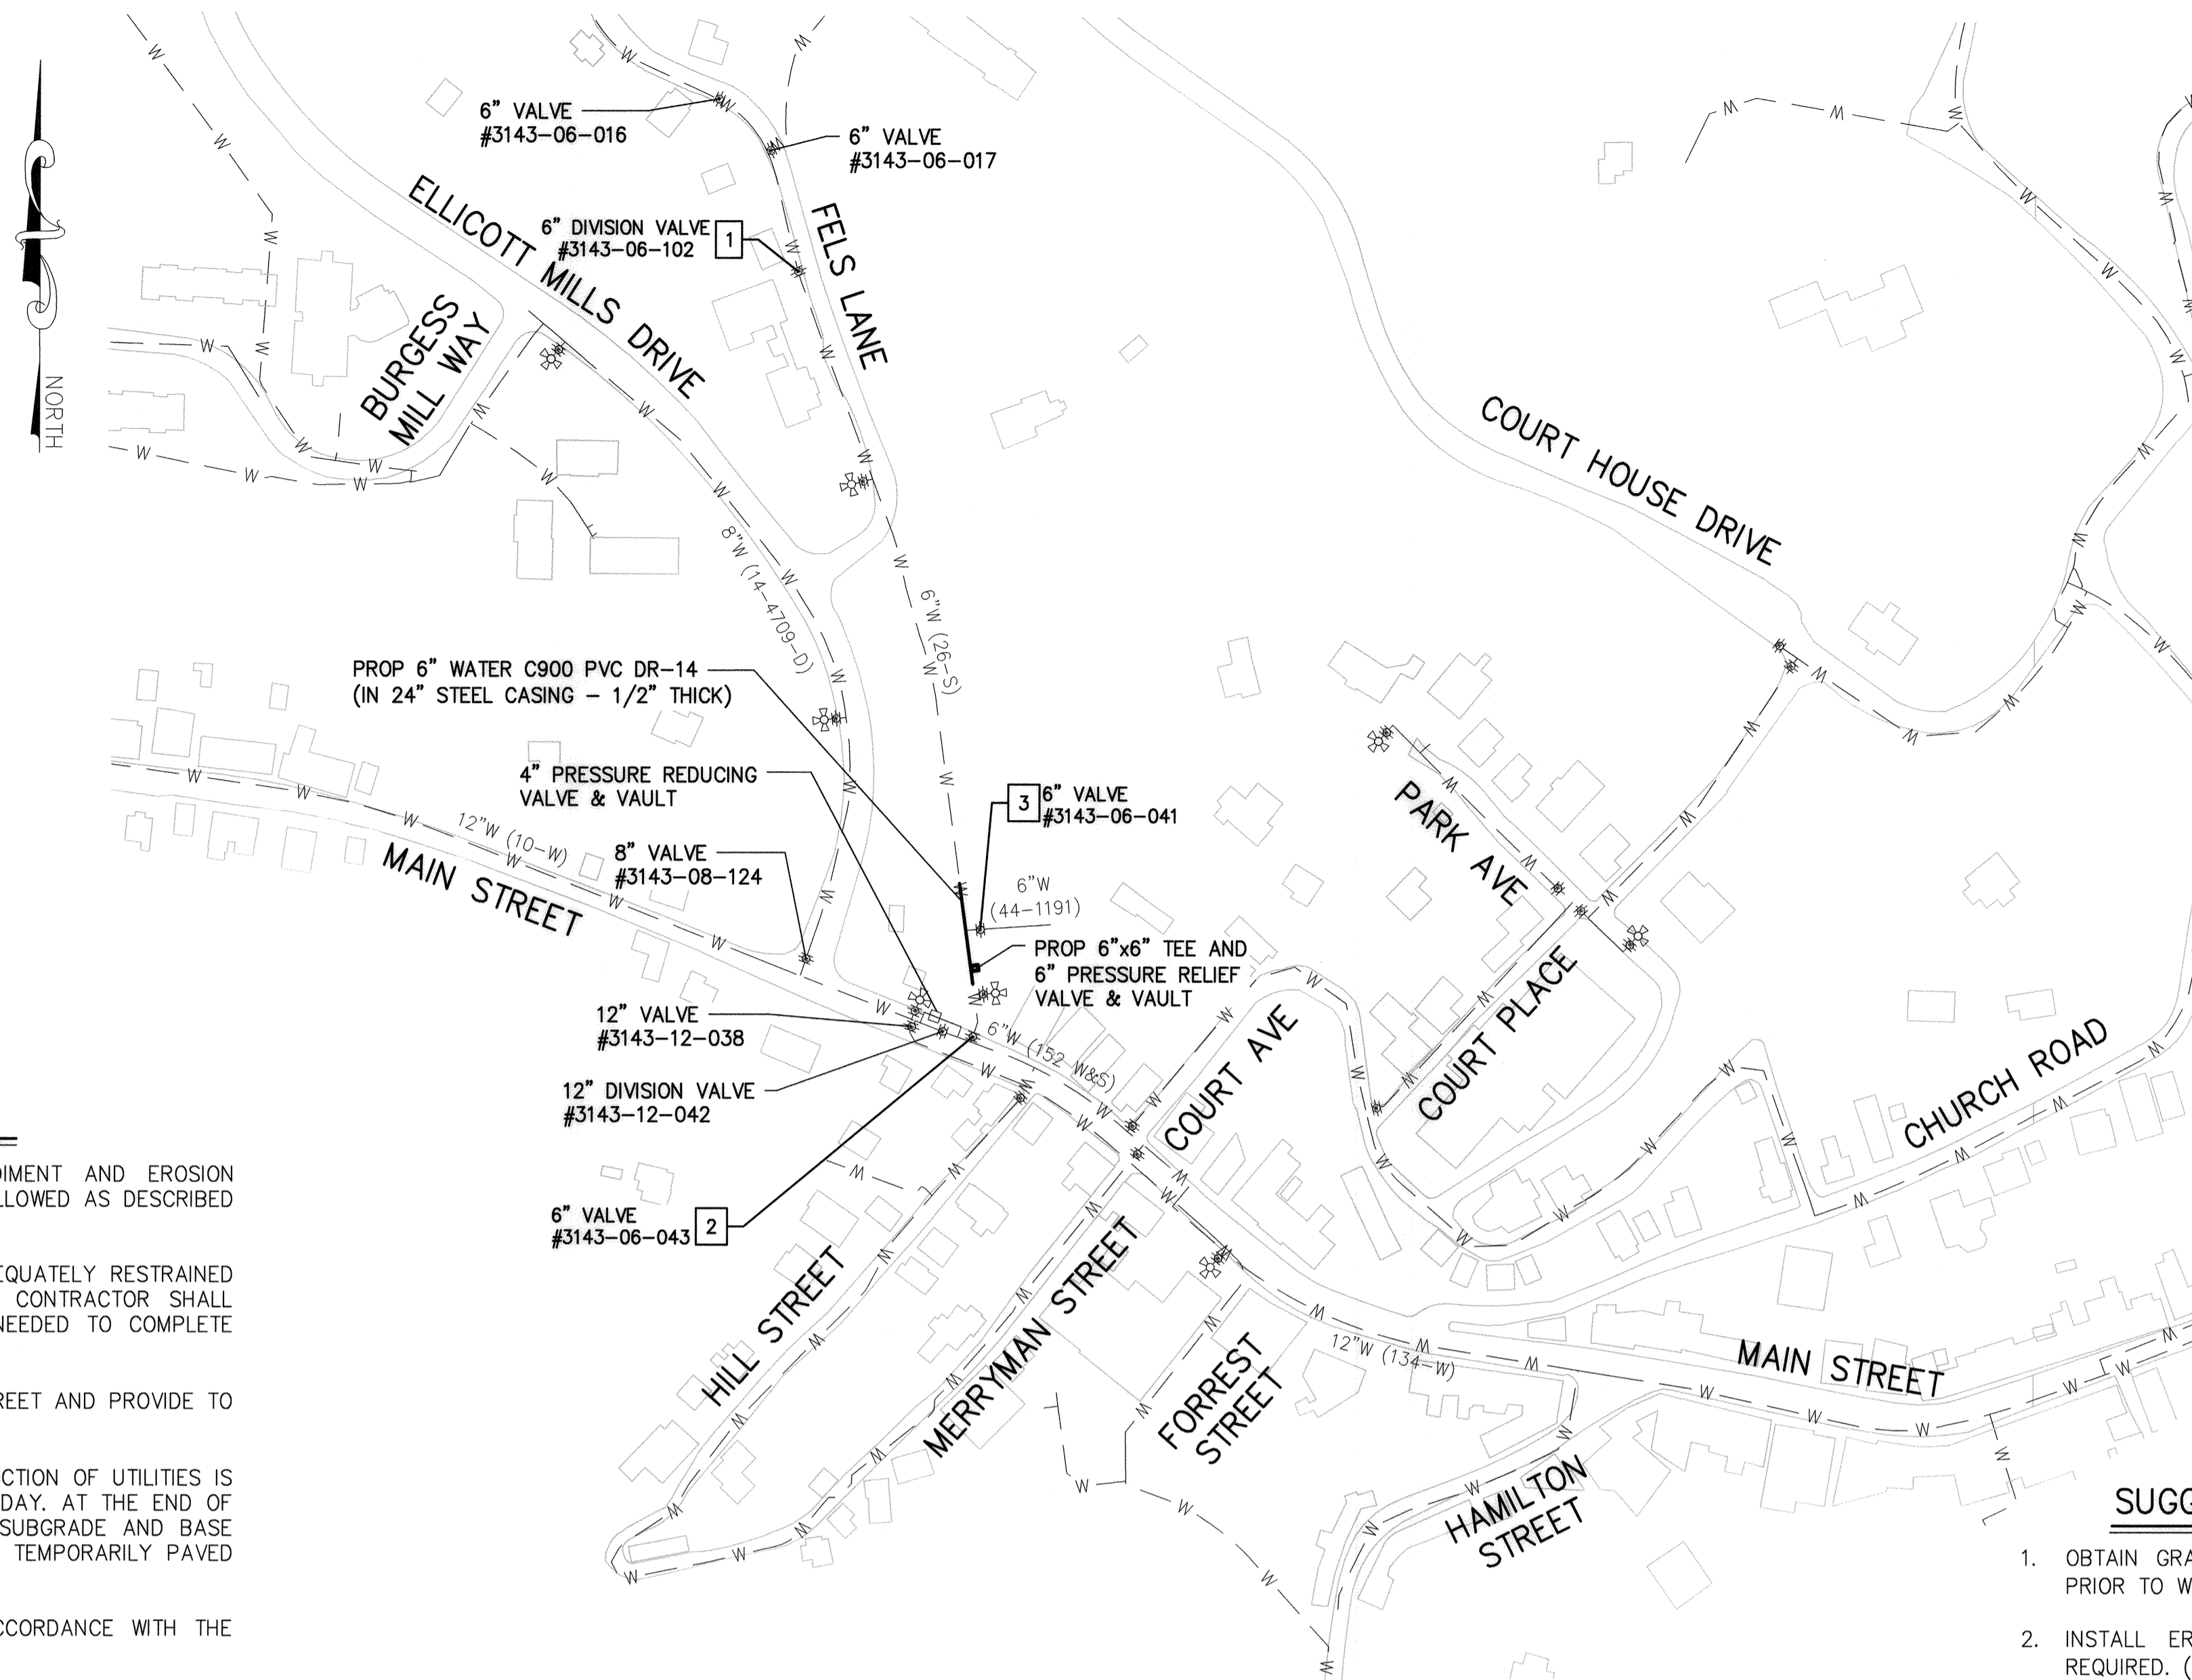 6" VALVE
#3143-06-016
6" VALVE
#3143-06-017
6" DIVISION VALVE
#3143-06-102
1
ELLICOTT MILLS DRIVE
FELS LANE
BURGESS
MILL WAY
NORTH
COURT HOUSE DRIVE
8"W (14-4709-D)
6"W (26-S)
PROP 6" WATER C900 PVC DR-14
(IN 24" STEEL CASING - 1/2" THICK)
4" PRESSURE REDUCING
VALVE & VAULT
3
6" VALVE
#3143-06-041
12"W (10-W)
MAIN STREET
8" VALVE
#3143-08-124
6"W
(44-1191)
PARK AVE
PROP 6"x6" TEE AND
6" PRESSURE RELIEF
VALVE & VAULT
12" VALVE
#3143-12-038
6"W (152 W&S)
12" DIVISION VALVE
#3143-12-042
COURT AVE
COURT PLACE
CHURCH ROAD
6" VALVE
#3143-06-043
2
HILL STREET
MERRYMAN STREET
FORREST
STREET
12"W (134-W)
MAIN STREET
HAMILTON
STREET
DIMENT AND EROSION
LLOWED AS DESCRIBED
EQUATELY RESTRAINED
CONTRACTOR SHALL
NEEDED TO COMPLETE
REET AND PROVIDE TO
CTION OF UTILITIES IS
DAY. AT THE END OF
SUBGRADE AND BASE
TEMPORARILY PAVED
CCORDANCE WITH THE
SUGG
1. OBTAIN GRA
PRIOR TO W
2. INSTALL ER
REQUIRED. (